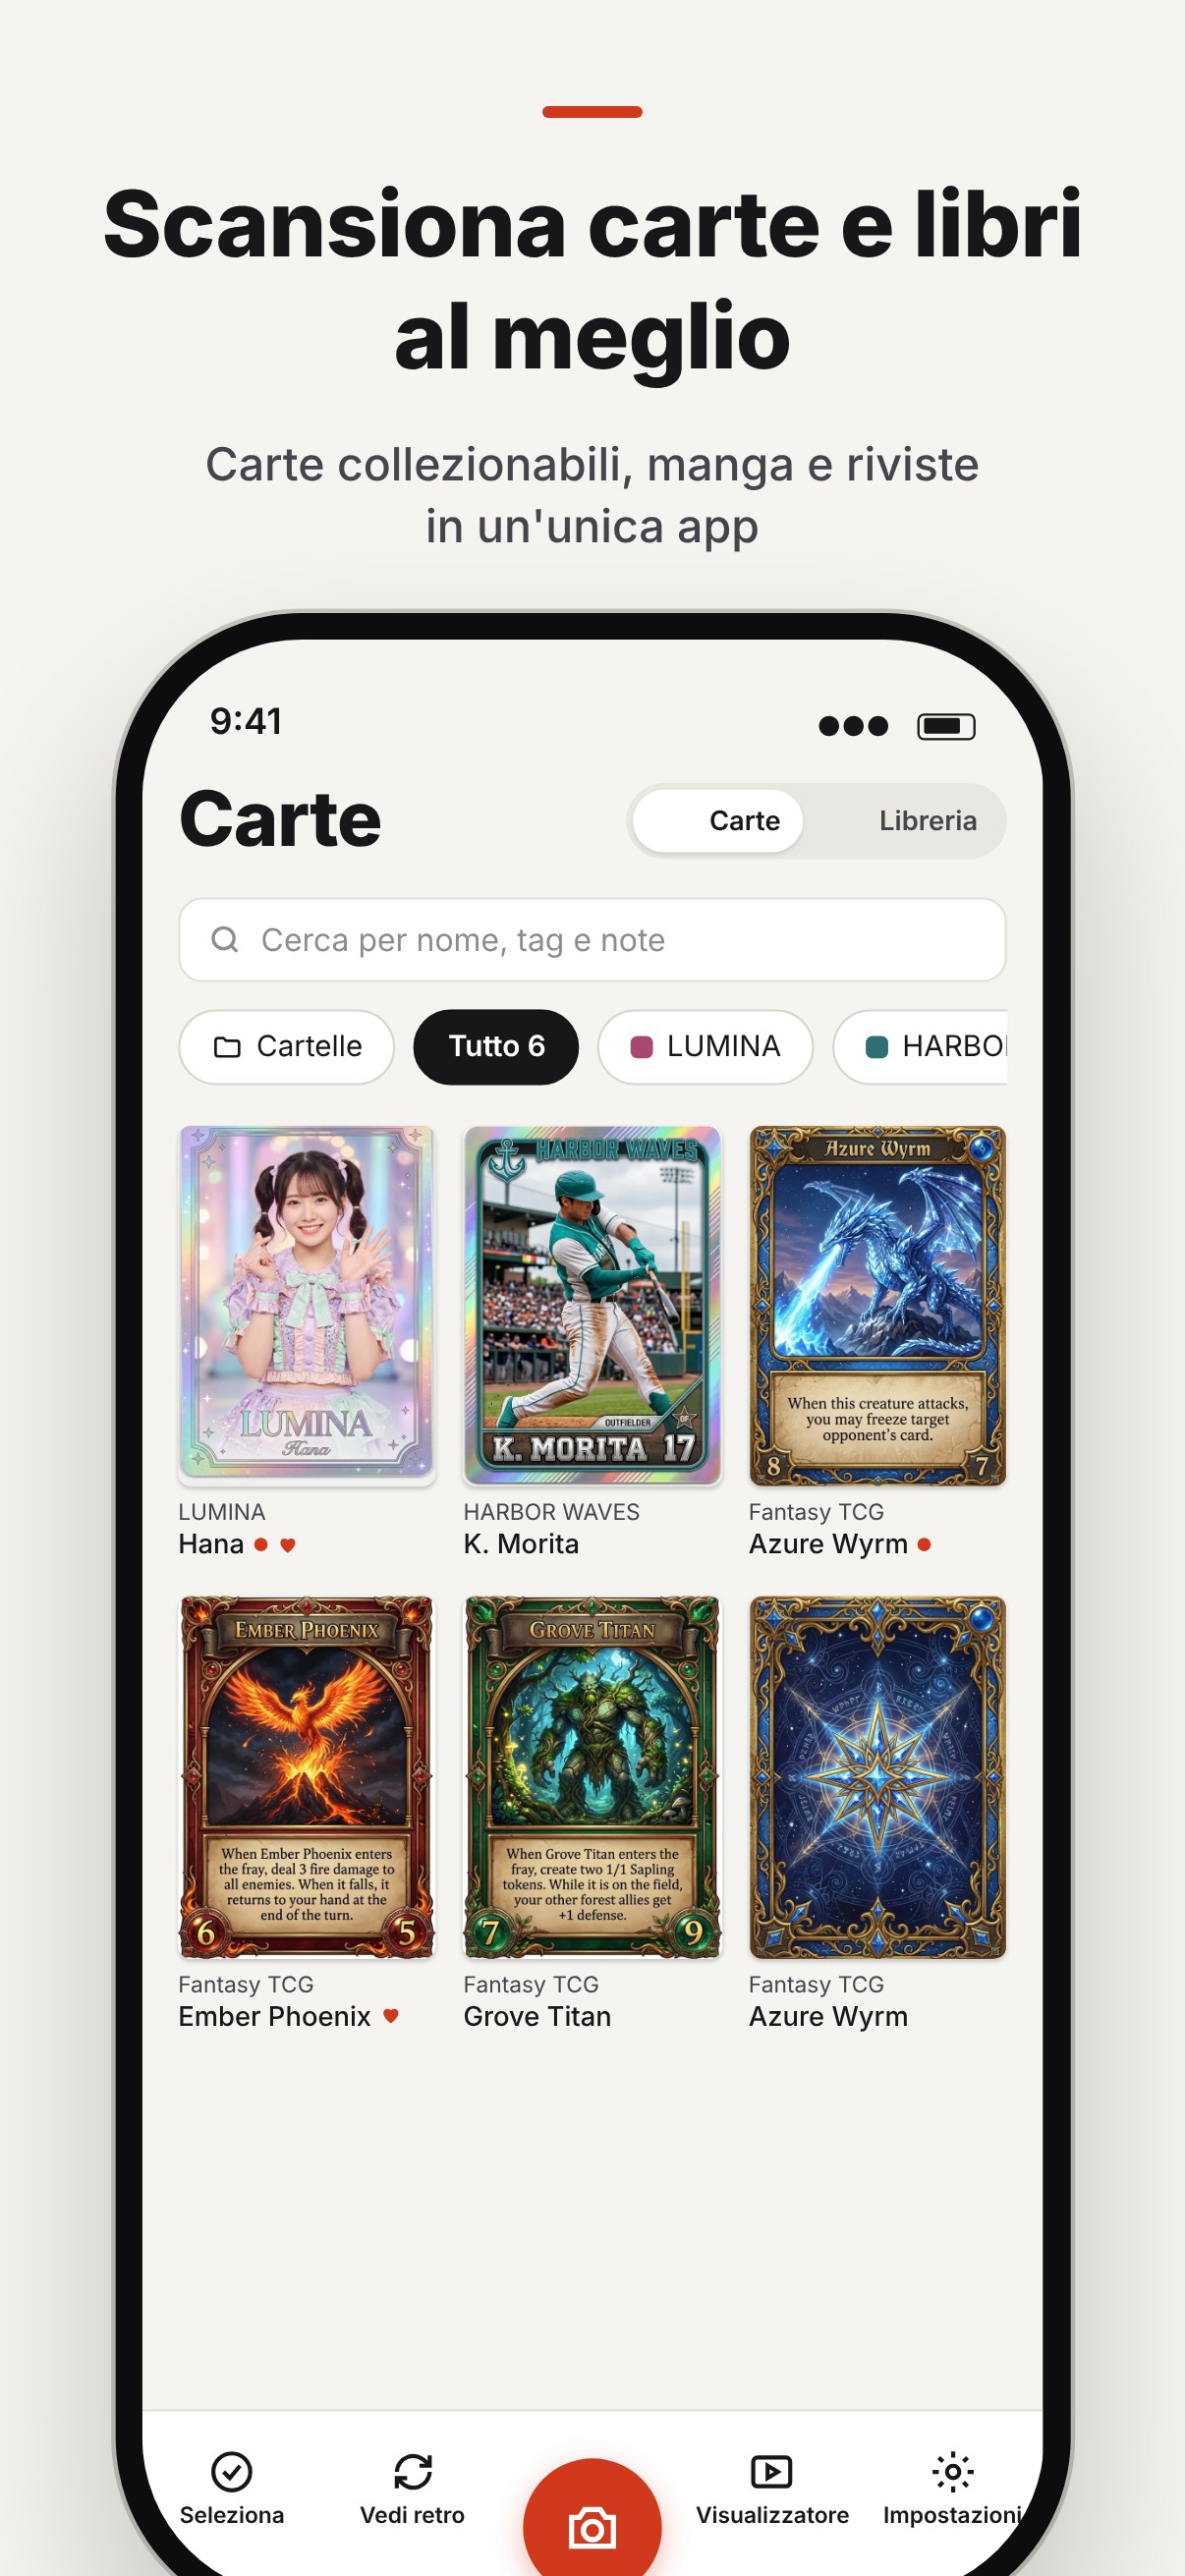 Scansiona carte e libri
al meglio
Carte collezionabili, manga e riviste
in un'unica app
9:41
Carte
Carte
Libreria
Cerca per nome, tag e note
Cartelle
Tutto 6
LUMINA
HARBO
HARBOR WAVES
Azure Wyrm
LUMINA
Hana
OUTFIELDER
OF
K. MORITA 17
When this creature attacks,
you may freeze target
opponent's card.
8
7
LUMINA
Hana
HARBOR WAVES
K. Morita
Fantasy TCG
Azure Wyrm
EMBER PHOENIX
When Ember Phoenix enters
the fray, deal 3 fire damage to
all enemies. When it falls, it
returns to your hand at the
end of the turn.
6
5
GROVE TITAN
When Grove Titan enters the
fray, create two 1/1 Sapling
tokens. While it is on the field,
your other forest allies get
+1 defense.
7
9
Fantasy TCG
Ember Phoenix
Fantasy TCG
Grove Titan
Fantasy TCG
Azure Wyrm
Seleziona
Vedi retro
Visualizzatore
Impostazioni